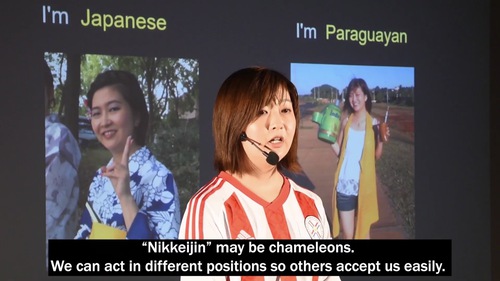 I'm Japanese
I'm Paraguayan
“Nikkeijin” may be chameleons.
We can act in different positions so others accept us easily.